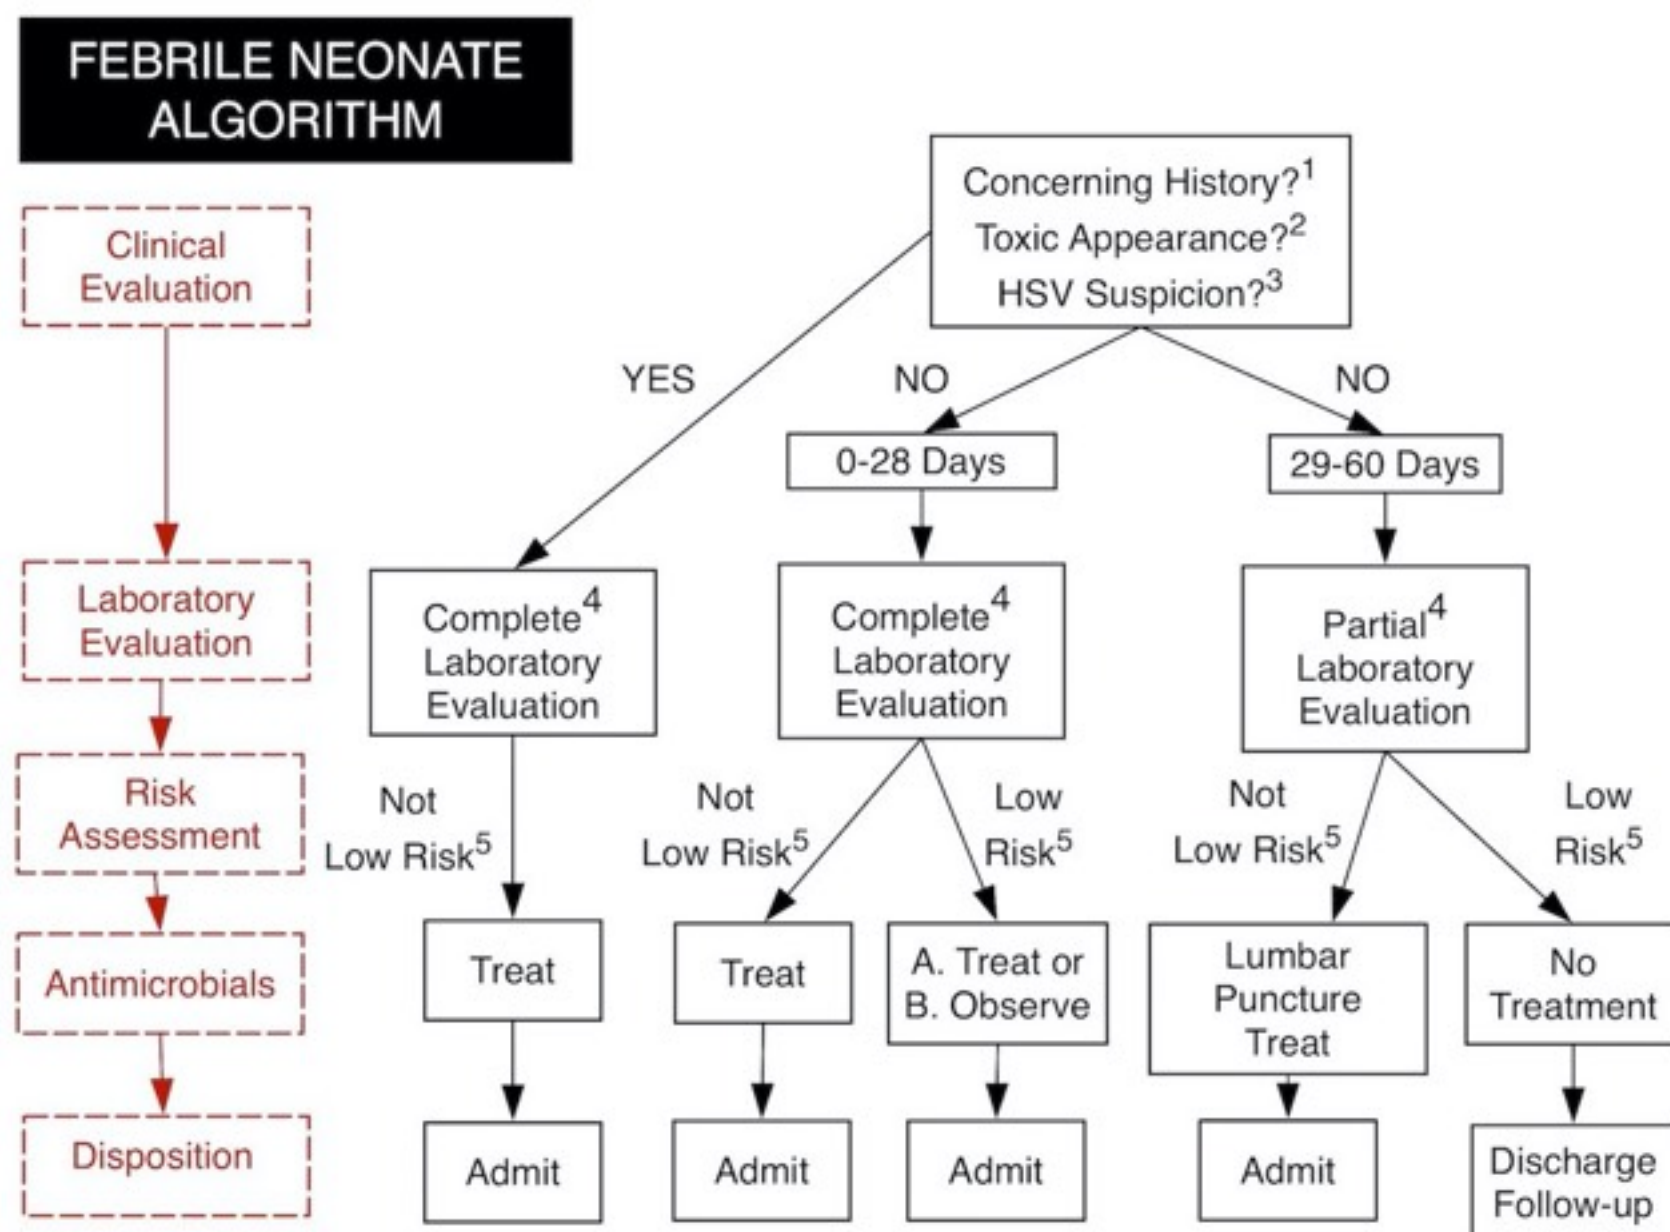 FEBRILE NEONATE
ALGORITHM
Clinical
Evaluation
Laboratory
Evaluation
Risk
Assessment
Antimicrobials
Disposition
Concerning History?1
Toxic Appearance?2
HSV Suspicion?3
YES
NO
NO
0-28 Days
29-60 Days
Complete4
Laboratory
Evaluation
Complete4
Laboratory
Evaluation
Partial4
Laboratory
Evaluation
Not
Low Risk5
Not
Low Risk5
Low
Risk5
Not
Low Risk5
Low
Risk5
Treat
Treat
A. Treat or
B. Observe
Lumbar
Puncture
Treat
No
Treatment
Admit
Admit
Admit
Admit
Discharge
Follow-up